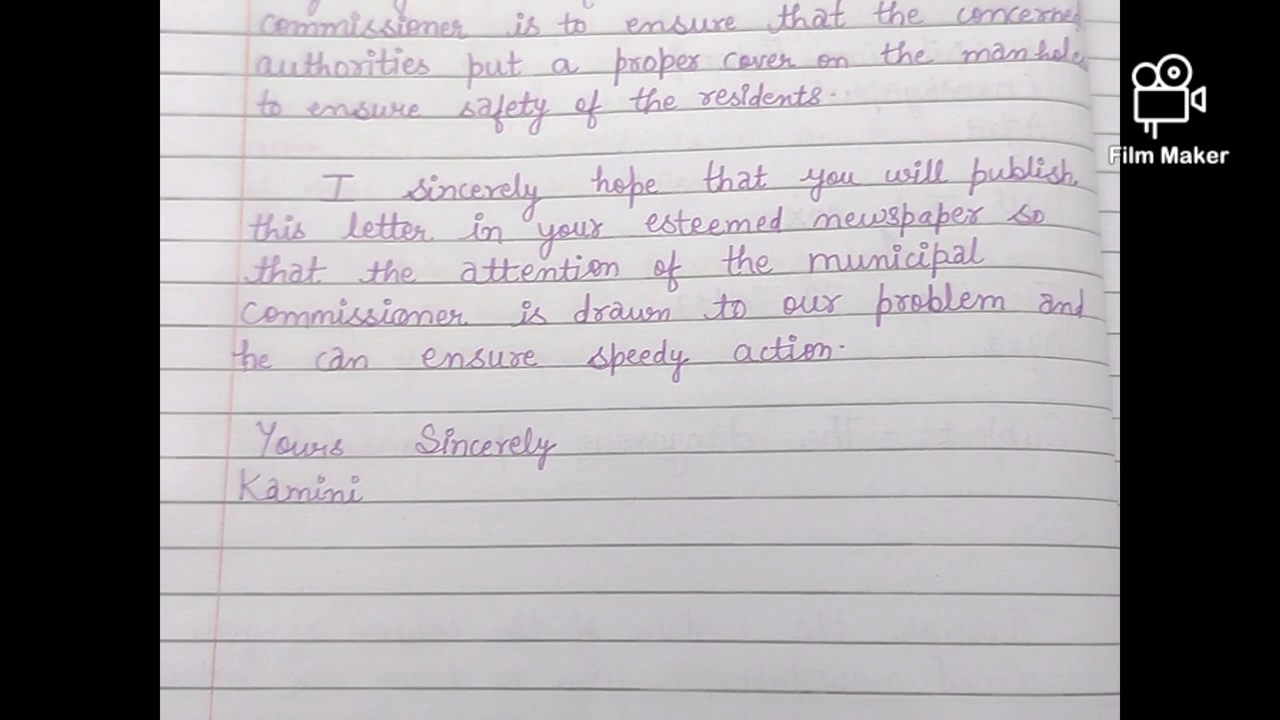 commissioner is to ensure that the concerned
authorities put a proper cover on the manhole
to ensure safety of the residents.
I sincerely hope that you will publish
this letter in your esteemed newspaper so
that the attention of the municipal
commissioner is drawn to our problem and
he can ensure speedy action.
Yours Sincerely
Kamini
Film Maker